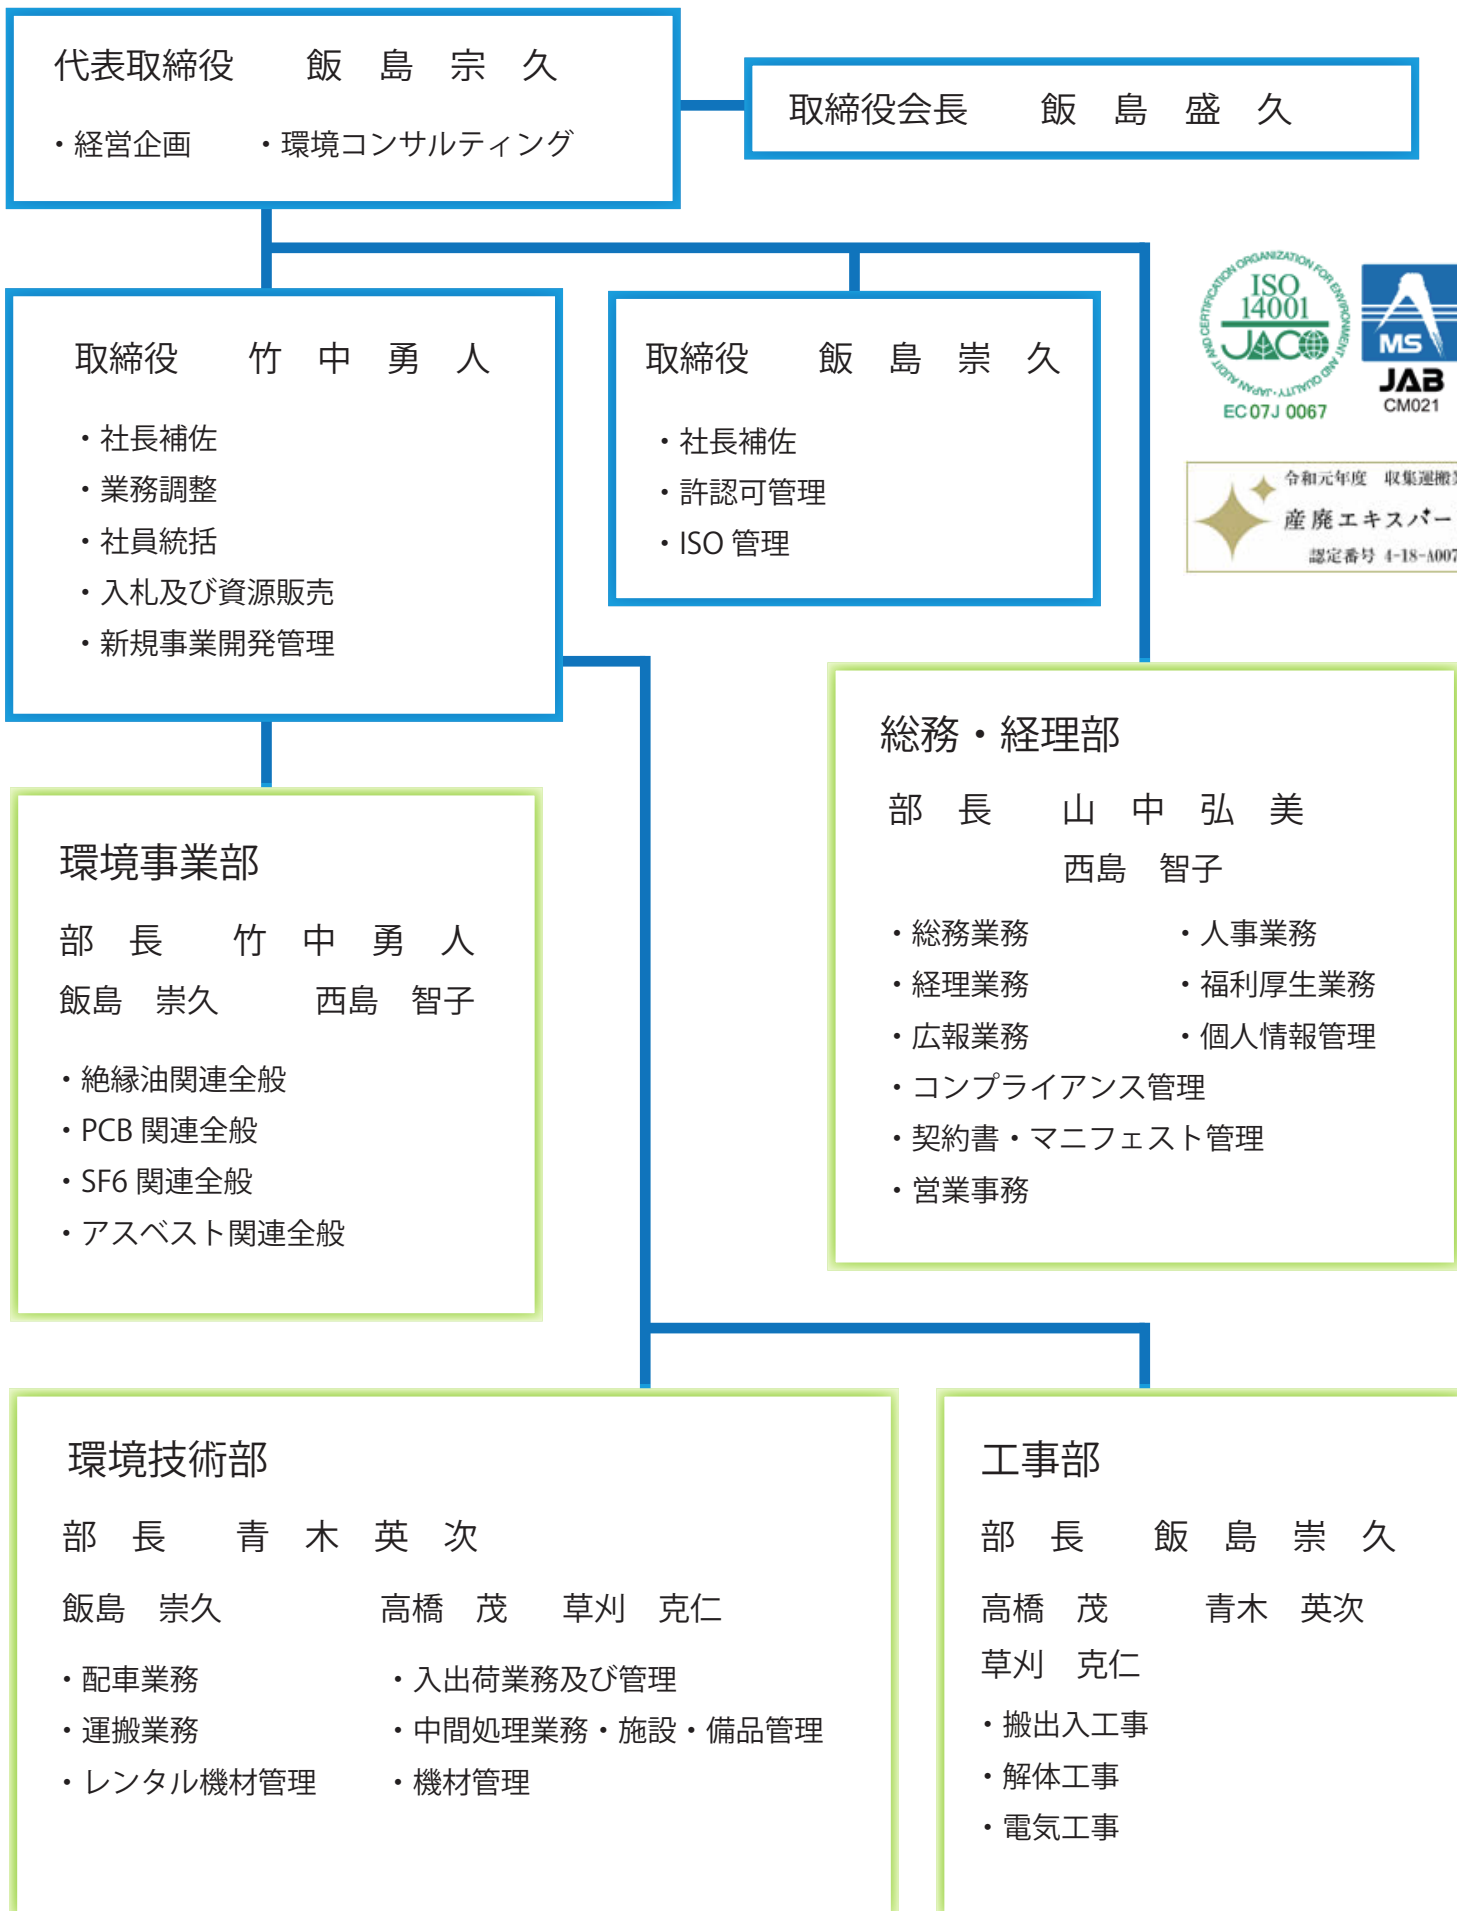 代表取締役　飯島宗久
・経営企画　・環境コンサルティング
取締役会長　飯島盛久
取締役　竹中勇人
・社長補佐
・業務調整
・社員統括
・入札及び資源販売
・新規事業開発管理
取締役　飯島崇久
・社長補佐
・許認可管理
・ISO 管理
JAPAN AUDIT AND CERTIFICATION ORGANIZATION FOR ENVIRONMENT AND QUALITY
ISO
14001
JACO
EC 07J 0067
MS
JAB
CM021
令和元年度　収集運搬業
産廃エキスパー
認定番号 4-18-A007
総務・経理部
部長　山中弘美
西島　智子
・総務業務　・人事業務
・経理業務　・福利厚生業務
・広報業務　・個人情報管理
・コンプライアンス管理
・契約書・マニフェスト管理
・営業事務
環境事業部
部長　竹中勇人
飯島　崇久　西島　智子
・絶縁油関連全般
・PCB 関連全般
・SF6 関連全般
・アスベスト関連全般
環境技術部
部長　青木英次
飯島　崇久　高橋　茂　草刈　克仁
・配車業務　・入出荷業務及び管理
・運搬業務　・中間処理業務・施設・備品管理
・レンタル機材管理　・機材管理
工事部
部長　飯島崇久
高橋　茂　青木　英次
草刈　克仁
・搬出入工事
・解体工事
・電気工事